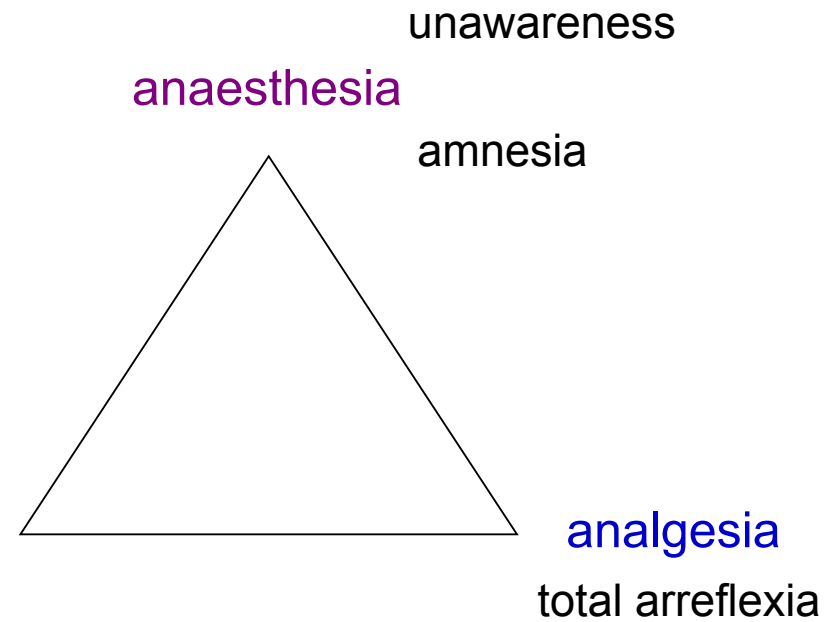 unawareness
anaesthesia
amnesia
analgesia
total arreflexia